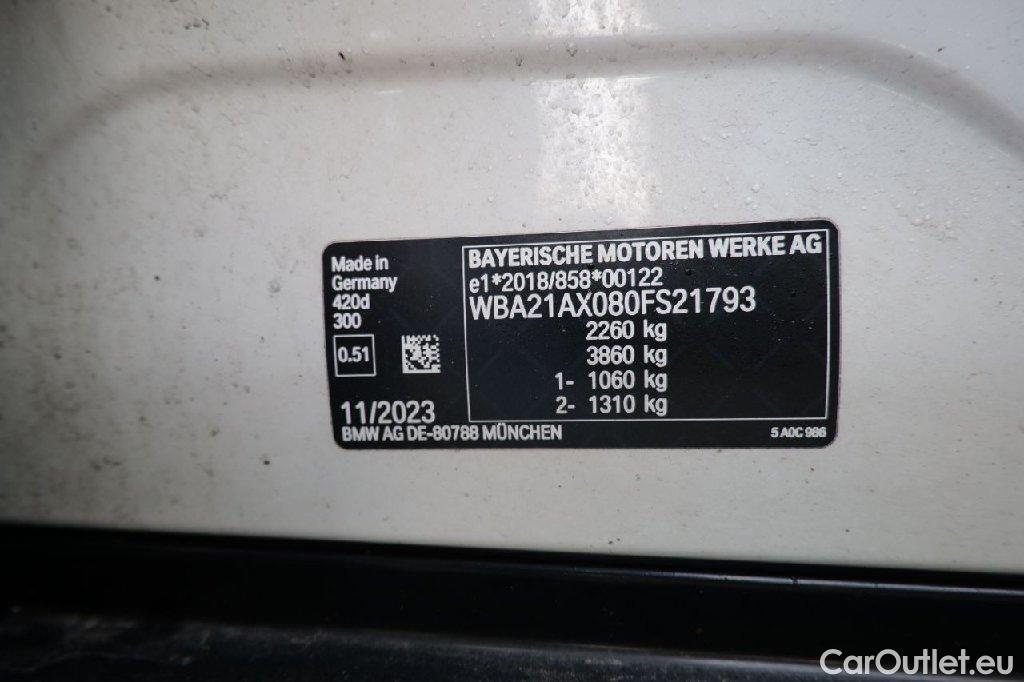 Made in
Germany
420d
300
0.51
11/2023
BAYERISCHE MOTOREN WERKE AG
e1*2018/858*00122
WBA21AX080FS21793
2260 kg
3860 kg
1- 1060 kg
2- 1310 kg
BMW AG DE-80788 MÜNCHEN
5 A0C 986
CarOutlet.eu